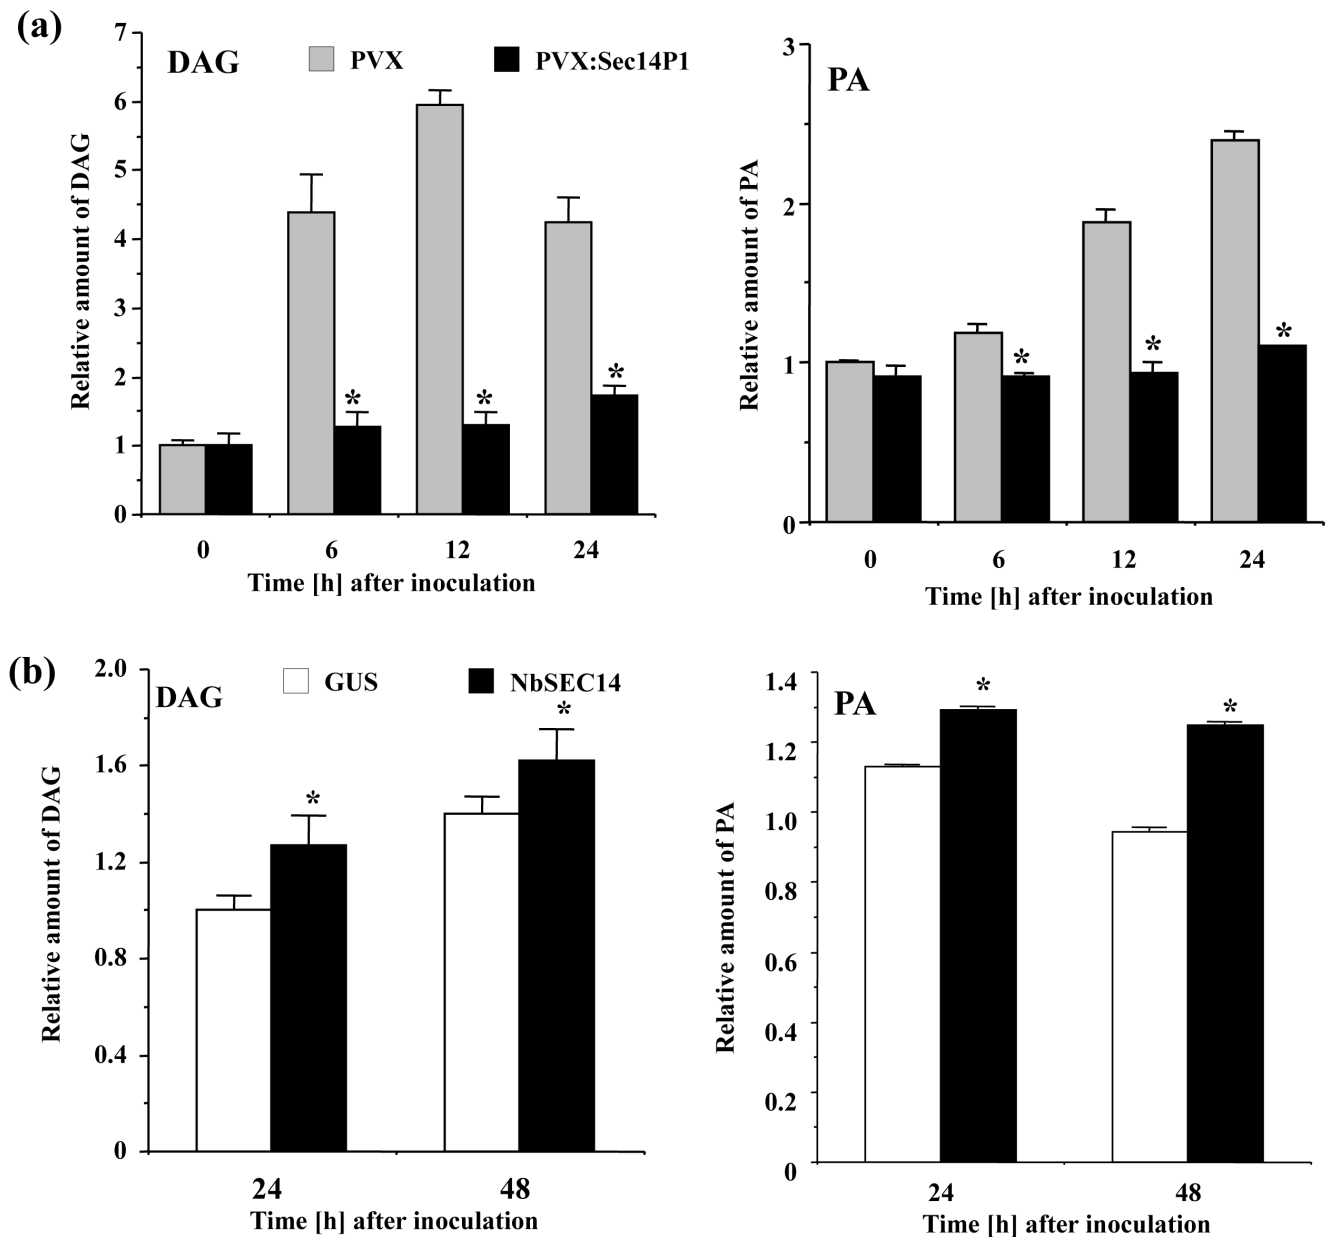 (a)
DAG PVX PVX:Sec14P1
Relative amount of DAG
7
6
5
4
3
2
1
0
0 6 12 24
Time [h] after inoculation
* * *
PA
Relative amount of PA
3
2
1
0
0 6 12 24
Time [h] after inoculation
* * *
(b)
DAG GUS NbSEC14
Relative amount of DAG
2.0
1.6
1.2
0.8
0.4
0
24 48
Time [h] after inoculation
* *
PA
Relative amount of PA
1.4
1.2
1.0
0.8
0.6
0.4
0.2
0
24 48
Time [h] after inoculation
* *